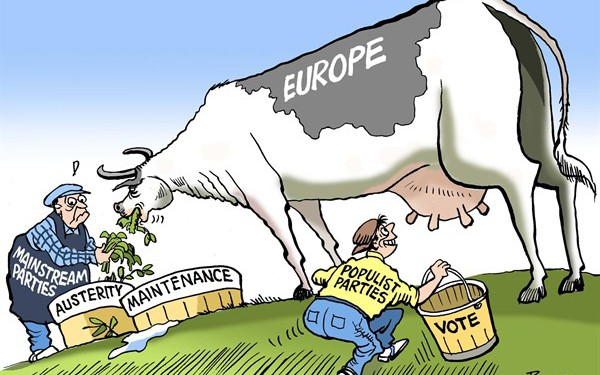 EUROPE
MAINSTREAM
PARTIES
AUSTERITY
MAINTENANCE
POPULIST
PARTIES
VOTE